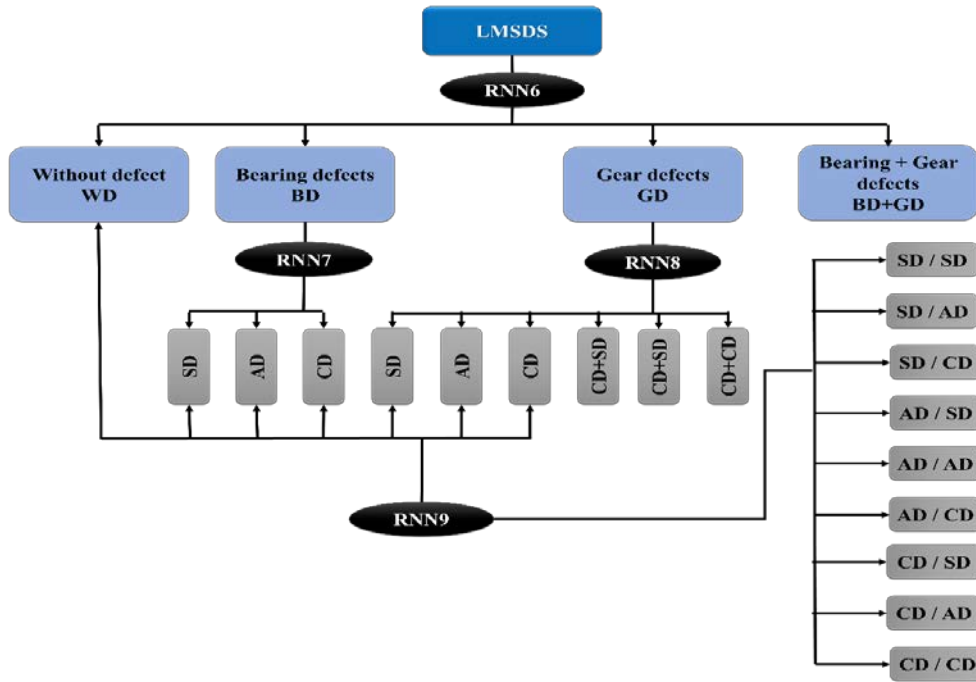 LMSDS
RNN6
Without defect
WD
Bearing defects
BD
Gear defects
GD
Bearing + Gear
defects
BD+GD
RNN7
RNN8
SD
AD
CD
SD
AD
CD
CD+SD
CD+SD
CD+CD
RNN9
SD / SD
SD / AD
SD / CD
AD / SD
AD / AD
AD / CD
CD / SD
CD / AD
CD / CD